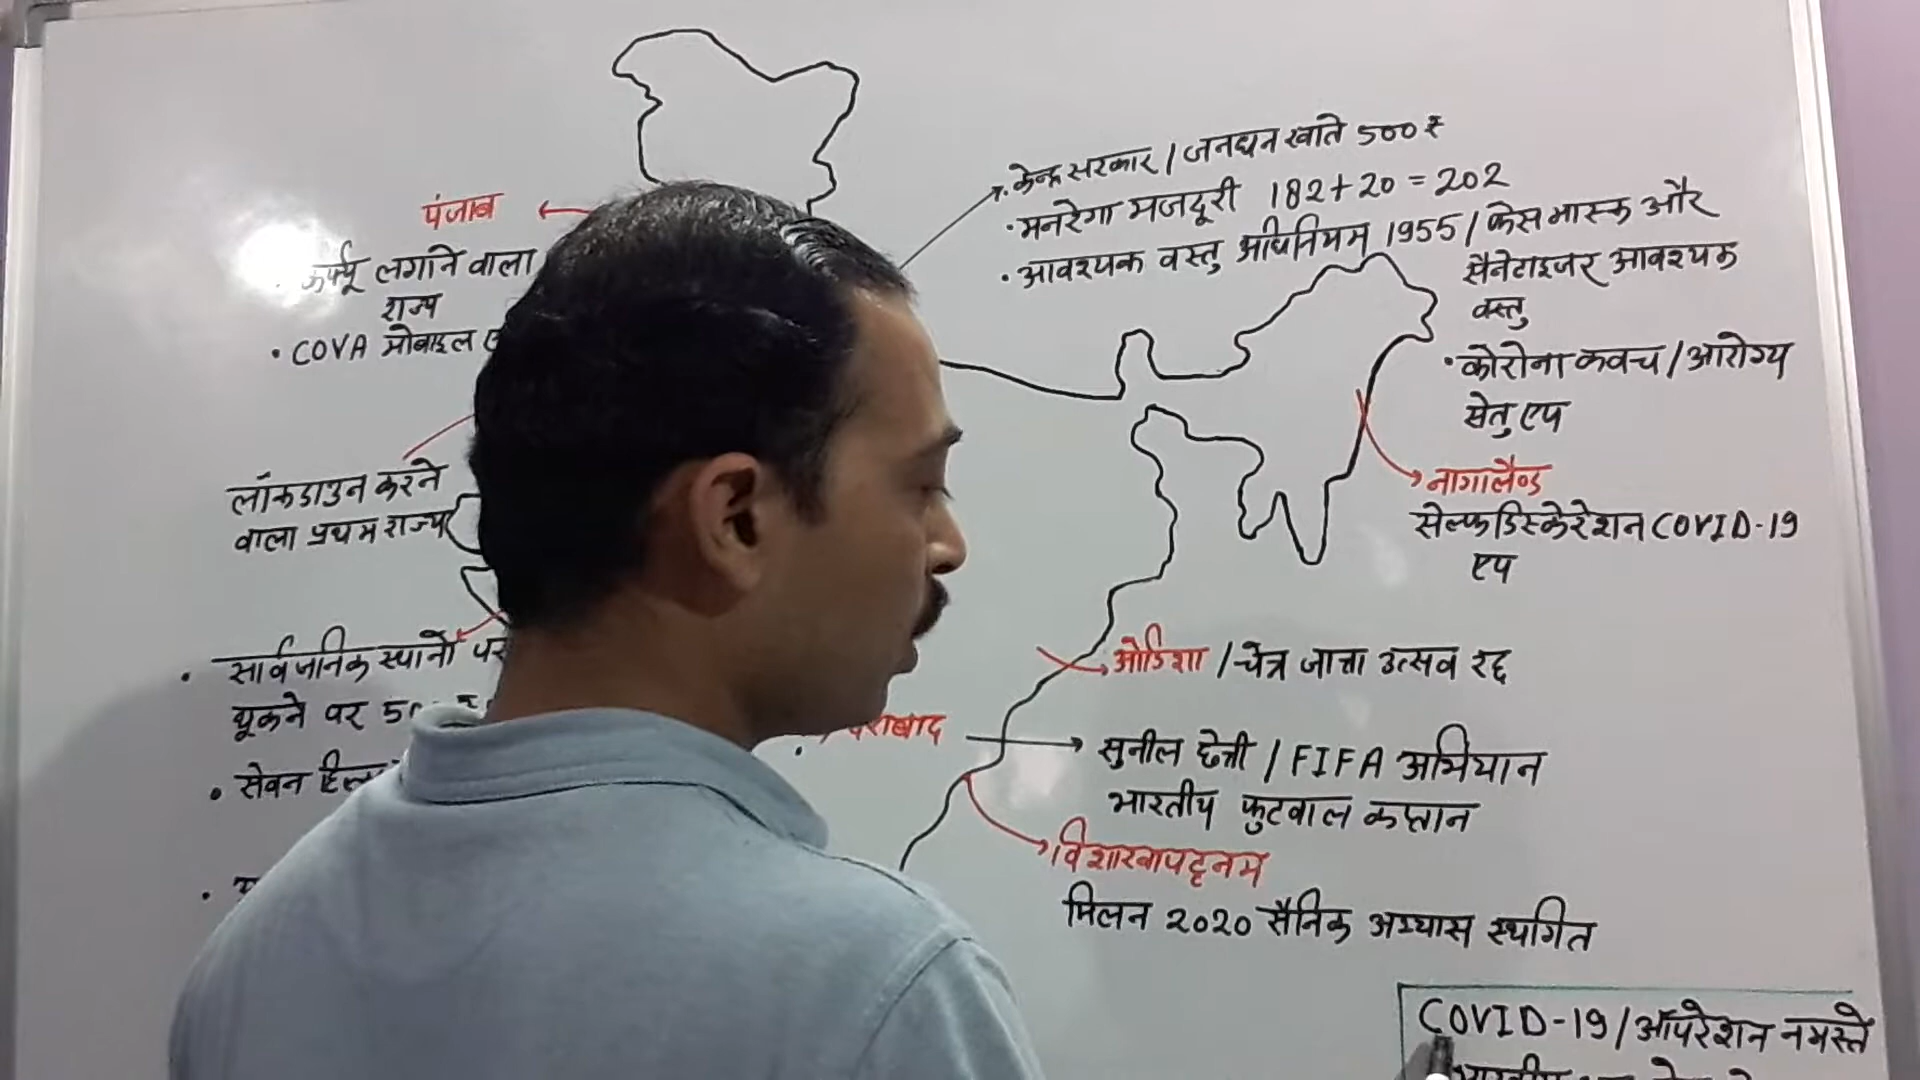 केन्द्र सरकार / जनधन खाते 500 ₹
मनरेगा मजदूरी 182+20 = 202
आवश्यक वस्तु अधिनियम 1955 / फेस मास्क और
सैनेटाइजर आवश्यक
वस्तु
कोरोना कवच / आरोग्य
सेतु एप
पंजाब
कर्फ्यू लगाने वाला
राज्य
COVA मोबाइल
लॉकडाउन करने
वाला प्रथम राज्य
सार्वजनिक स्थानों पर
थूकने पर
सेवन
नागालैण्ड
सेल्फ डिस्केरेशन COVID-19
एप
ओडिशा / चैत्र जात्रा उत्सव रद्द
सुनील छेत्री / FIFA अभियान
भारतीय फुटबाल कप्तान
विशाखापट्टनम
मिलन 2020 सैनिक अभ्यास स्थगित
COVID-19 / ऑपरेशन नमस्ते